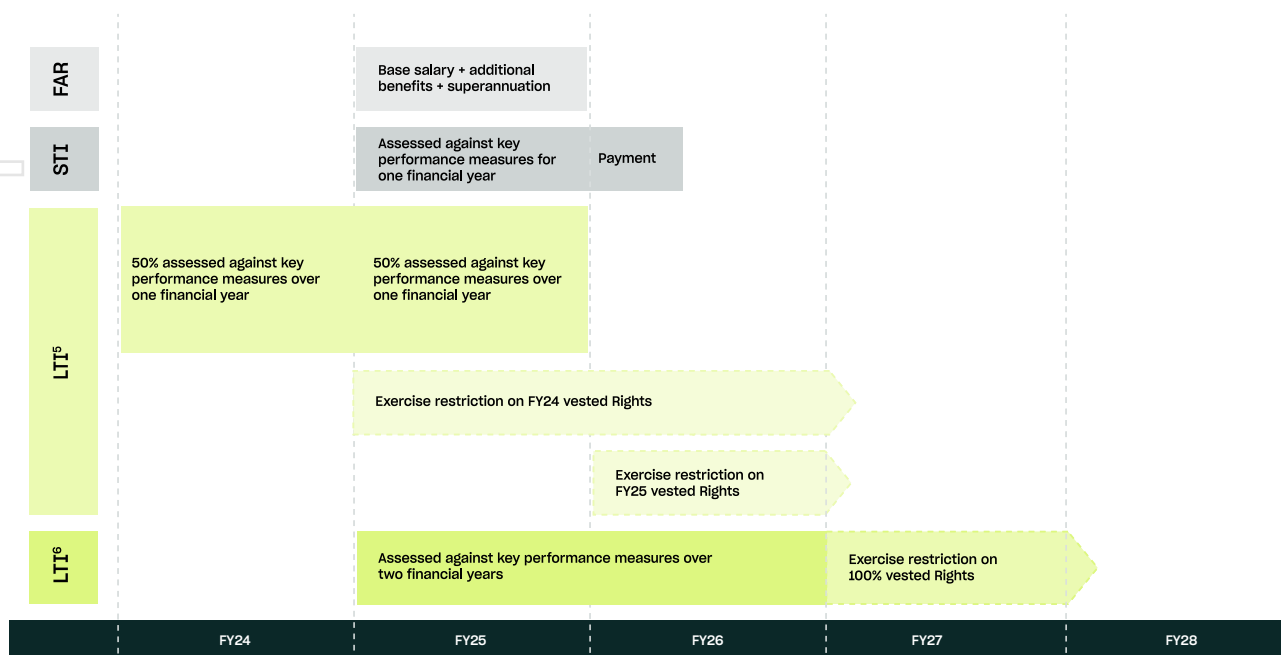 FAR
Base salary + additional
benefits + superannuation
STI
Assessed against key
performance measures for
one financial year
Payment
LTI⁵
50% assessed against key
performance measures over
one financial year
50% assessed against key
performance measures over
one financial year
Exercise restriction on FY24 vested Rights
Exercise restriction on
FY25 vested Rights
LTI⁶
Assessed against key performance measures over
two financial years
Exercise restriction on
100% vested Rights
FY24 FY25 FY26 FY27 FY28